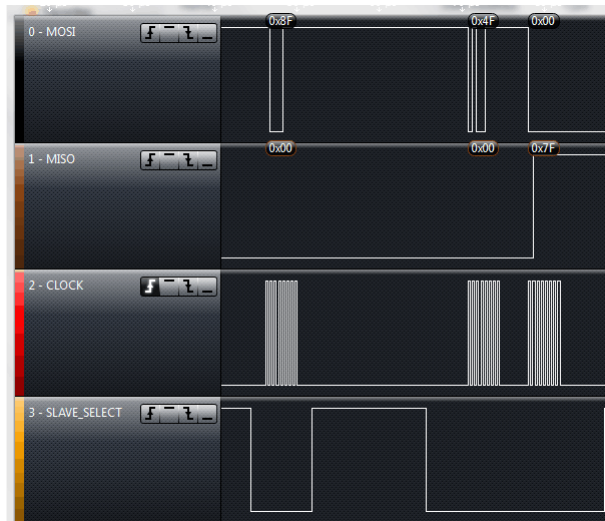 0 - MOSI
0x8F
0x4F
0x00
1 - MISO
0x00
0x00
0x7F
2 - CLOCK
3 - SLAVE_SELECT